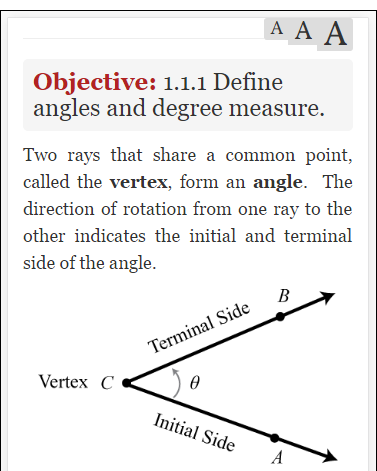 A A A
Objective: 1.1.1 Define
angles and degree measure.
Two rays that share a common point,
called the vertex, form an angle. The
direction of rotation from one ray to the
other indicates the initial and terminal
side of the angle.
B
Terminal Side
Vertex C
θ
Initial Side
A